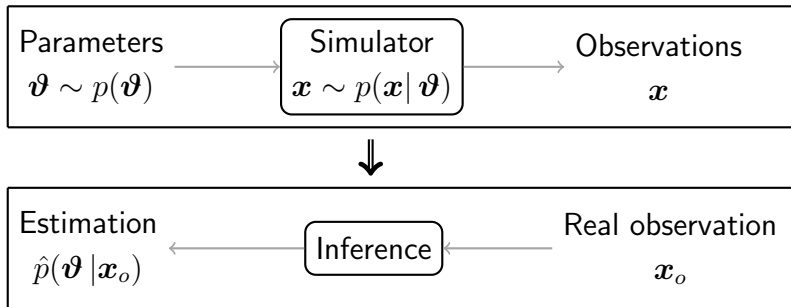 Parameters Simulator Observations
𝝑 ∼ p(𝝑) 𝒙 ∼ p(𝒙| 𝝑) 𝒙
Estimation Inference Real observation
p̂(𝝑 |𝒙ₒ) 𝒙ₒ